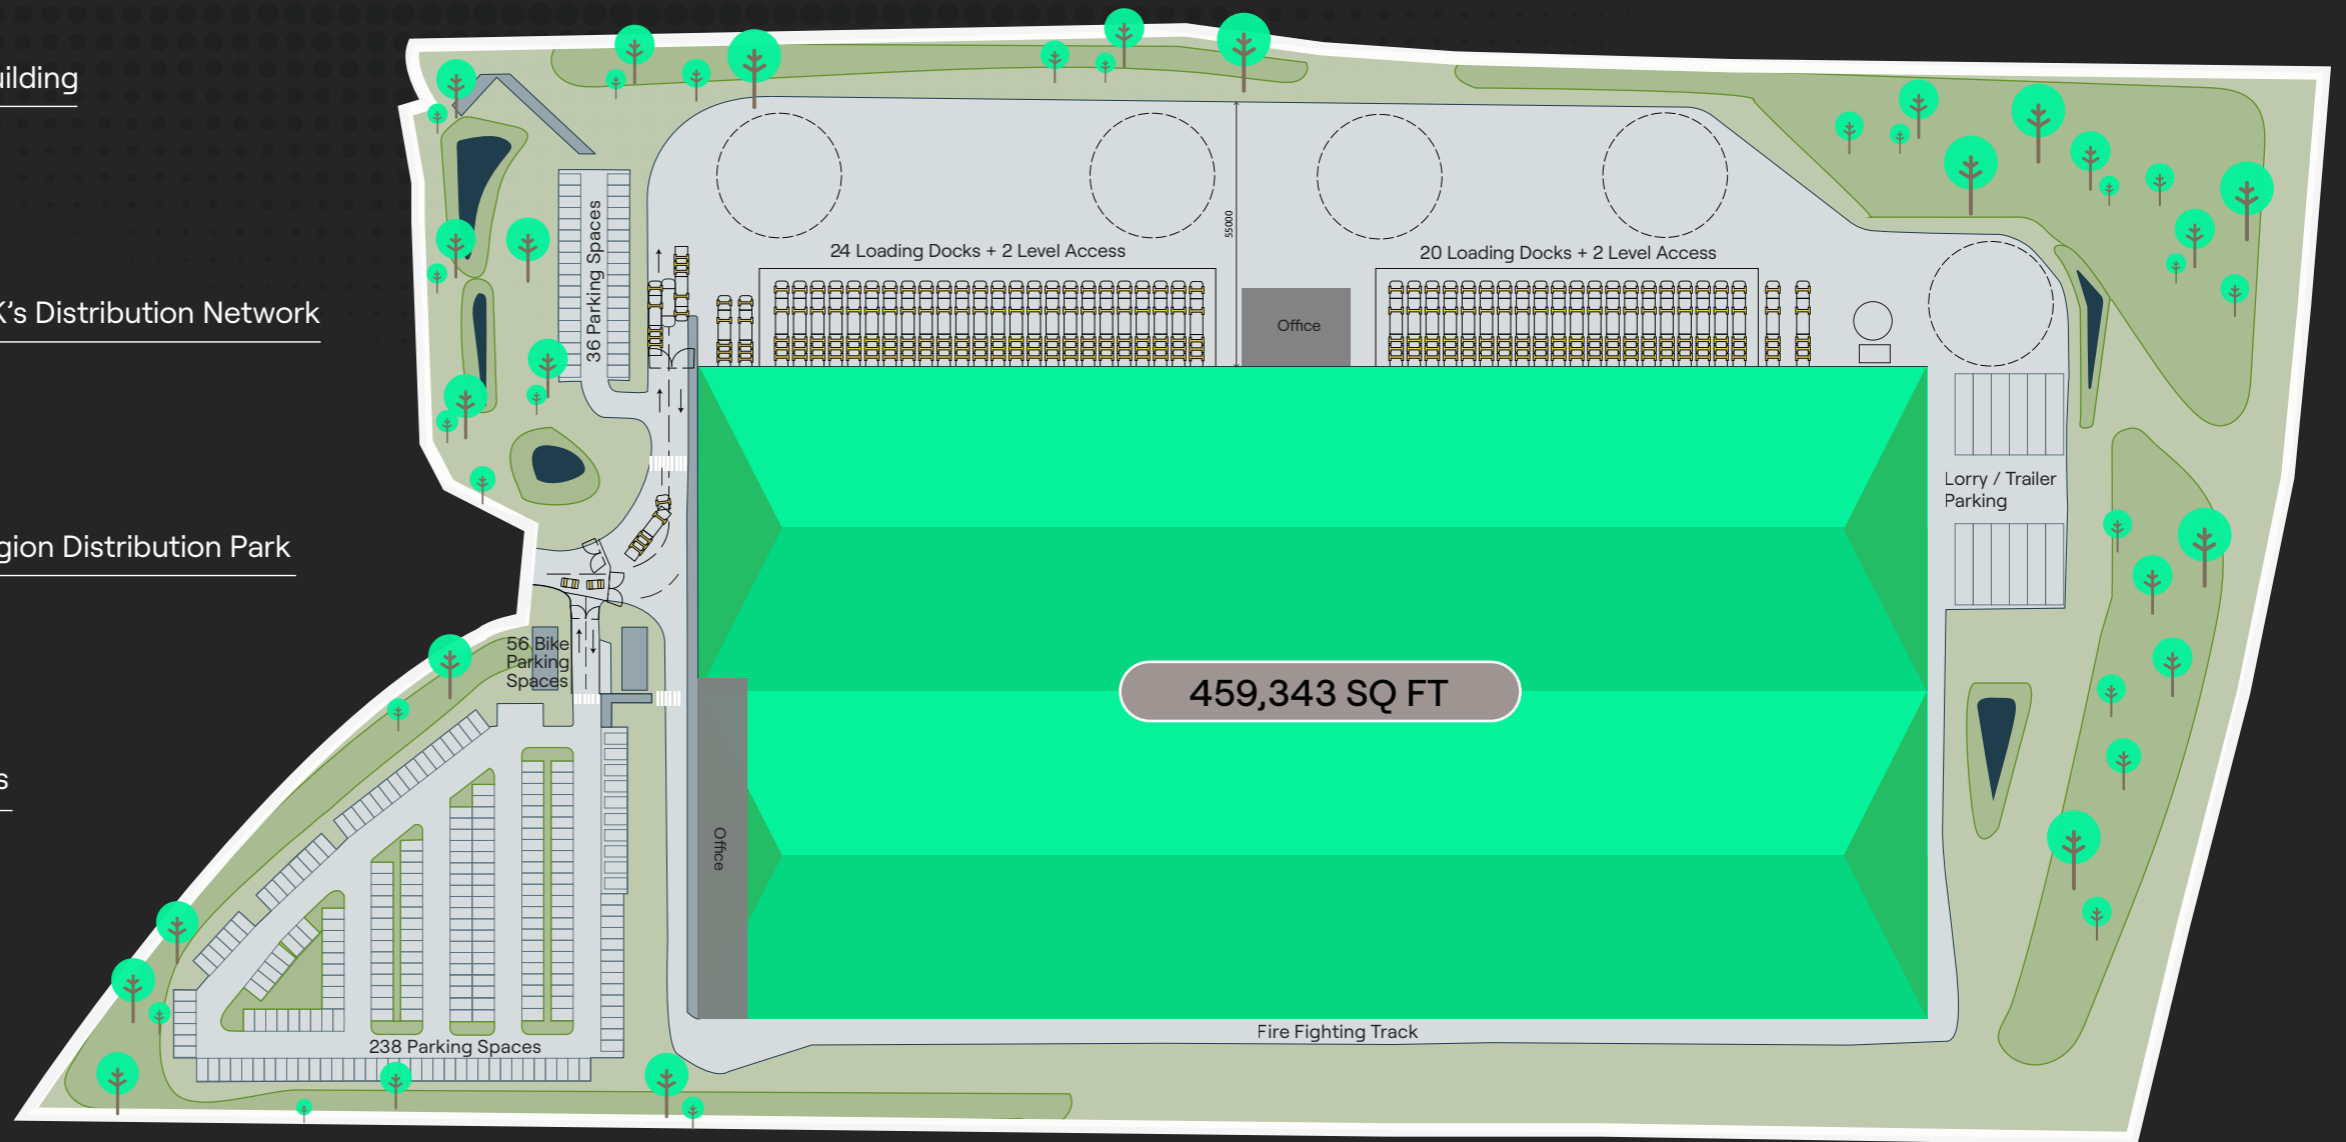 uilding
K's Distribution Network
gion Distribution Park
s
36 Parking Spaces
24 Loading Docks + 2 Level Access
55000
20 Loading Docks + 2 Level Access
Office
Lorry / Trailer
Parking
56 Bike
Parking
Spaces
459,343 SQ FT
Office
Fire Fighting Track
238 Parking Spaces